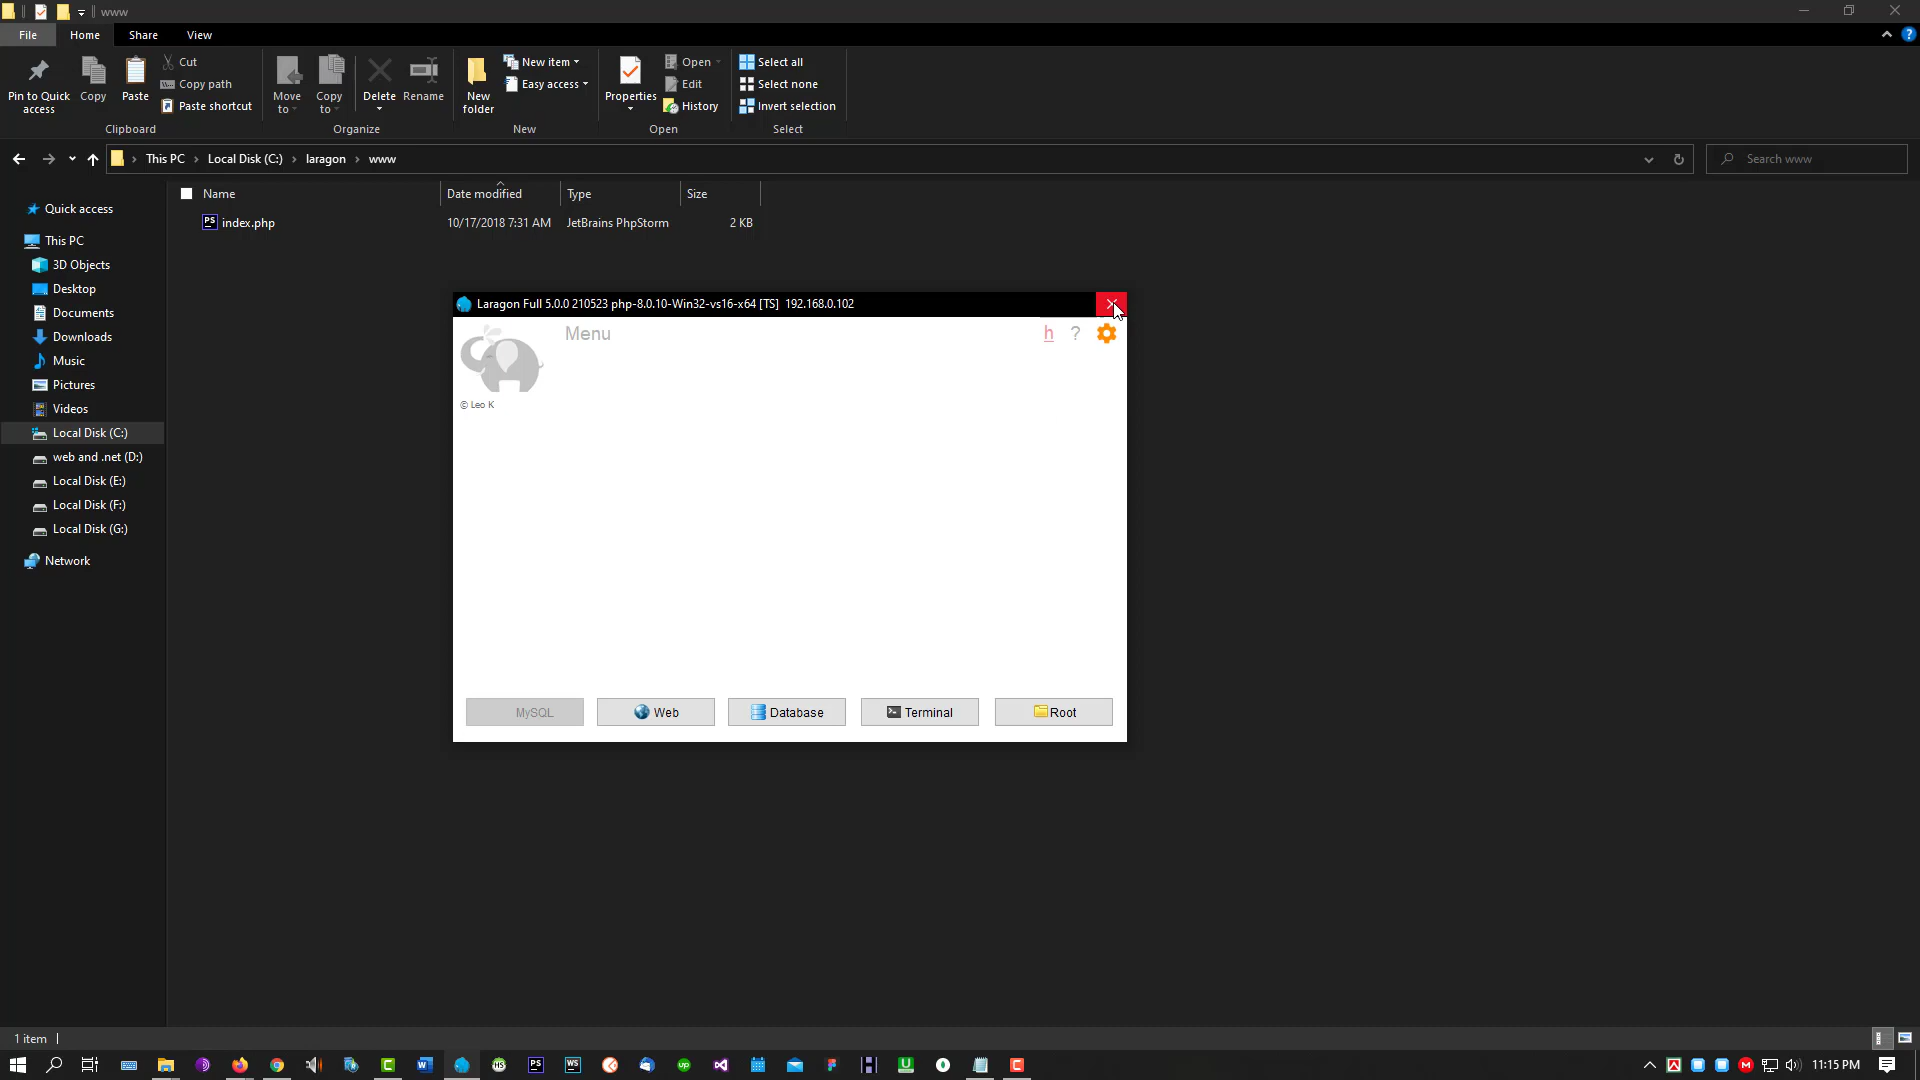 www
File Home Share View
Pin to Quick access
Copy
Paste
Cut
Copy path
Paste shortcut
Clipboard
Move to
Copy to
Delete
Rename
Organize
New folder
New item
Easy access
New
Properties
Open
Edit
History
Open
Select all
Select none
Invert selection
Select
This PC › Local Disk (C:) › laragon › www
Search www
Name Date modified Type Size
PS index.php 10/17/2018 7:31 AM JetBrains PhpStorm 2 KB
Quick access
This PC
3D Objects
Desktop
Documents
Downloads
Music
Pictures
Videos
Local Disk (C:)
web and .net (D:)
Local Disk (E:)
Local Disk (F:)
Local Disk (G:)
Network
Laragon Full 5.0.0 210523 php-8.0.10-Win32-vs16-x64 [TS] 192.168.0.102
Menu h ?
© Leo K
MySQL Web Database Terminal Root
1 item
11:15 PM